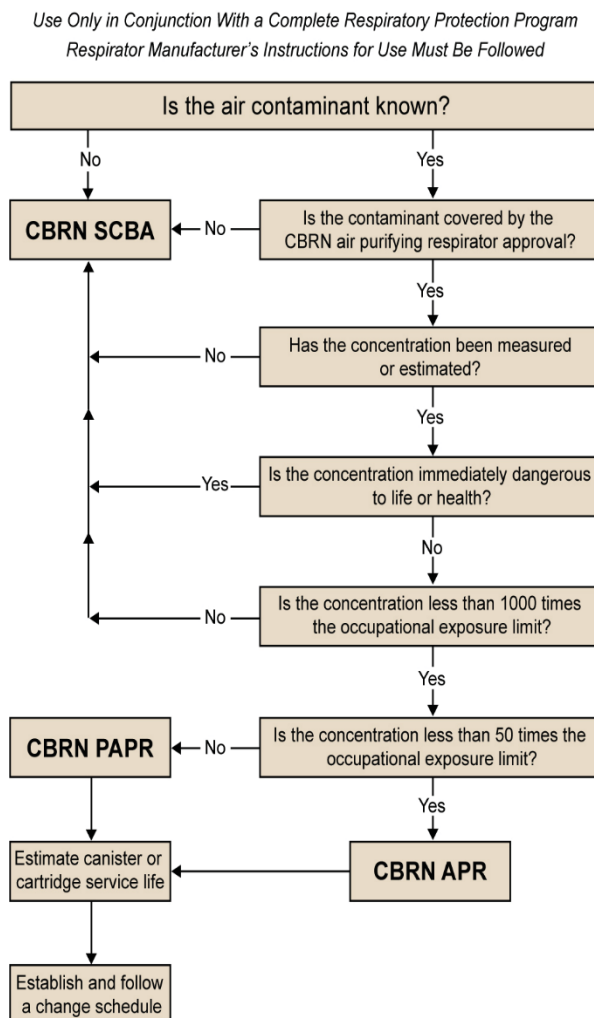 Use Only in Conjunction With a Complete Respiratory Protection Program
Respirator Manufacturer's Instructions for Use Must Be Followed
Is the air contaminant known?
No
Yes
CBRN SCBA
No
Is the contaminant covered by the
CBRN air purifying respirator approval?
Yes
No
Has the concentration been measured
or estimated?
Yes
Yes
Is the concentration immediately dangerous
to life or health?
No
No
Is the concentration less than 1000 times
the occupational exposure limit?
Yes
CBRN PAPR
No
Is the concentration less than 50 times the
occupational exposure limit?
Yes
Estimate canister or
cartridge service life
CBRN APR
Establish and follow
a change schedule